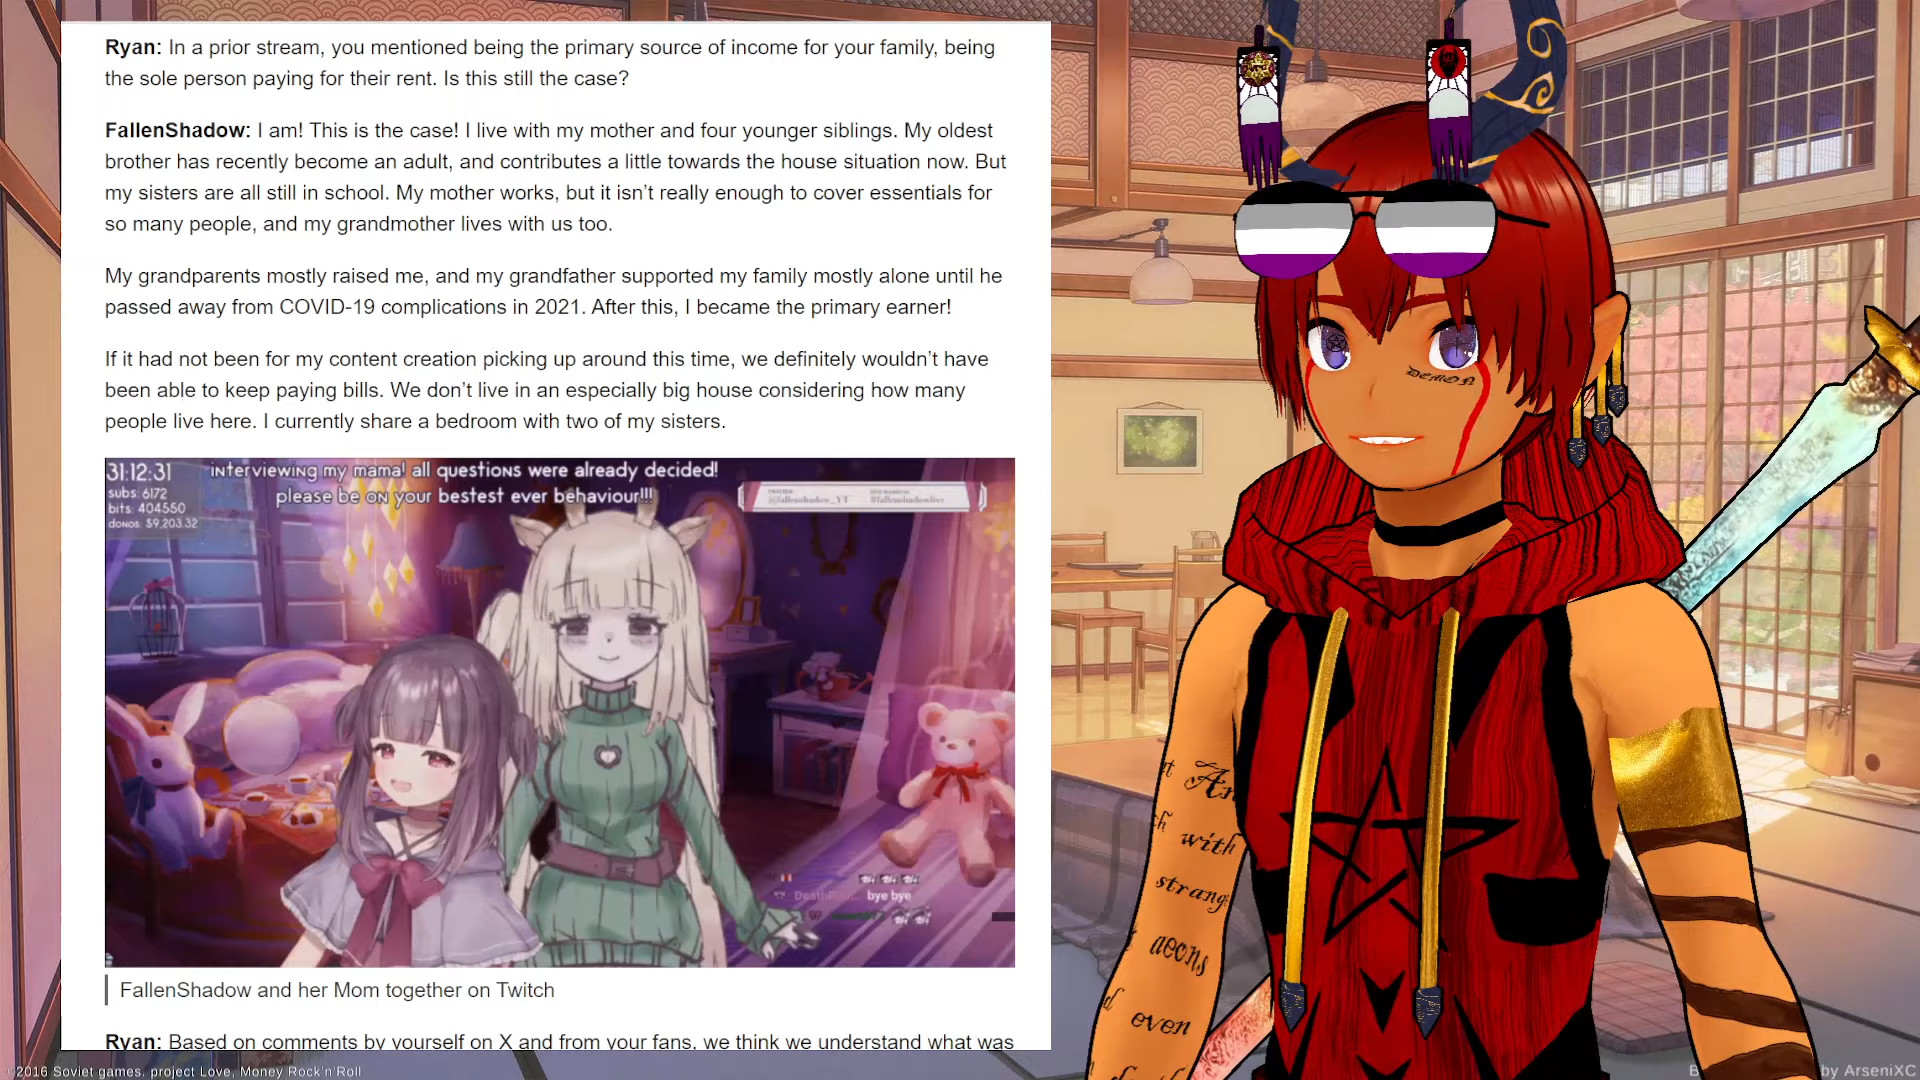 Ryan: In a prior stream, you mentioned being the primary source of income for your family, being
the sole person paying for their rent. Is this still the case?
FallenShadow: I am! This is the case! I live with my mother and four younger siblings. My oldest
brother has recently become an adult, and contributes a little towards the house situation now. But
my sisters are all still in school. My mother works, but it isn’t really enough to cover essentials for
so many people, and my grandmother lives with us too.
My grandparents mostly raised me, and my grandfather supported my family mostly alone until he
passed away from COVID-19 complications in 2021. After this, I became the primary earner!
If it had not been for my content creation picking up around this time, we definitely wouldn’t have
been able to keep paying bills. We don’t live in an especially big house considering how many
people live here. I currently share a bedroom with two of my sisters.
31:12:31
subs: 6172
bits: 404550
donos: $9,203.32
interviewing my mama! all questions were already decided!
please be on your bestest ever behaviour!!!
@fallenshadow_YT
#fallenshadowlive
bye bye
FallenShadow and her Mom together on Twitch
Ryan: Based on comments by yourself on X and from your fans, we think we understand what was
DEMON
with
strang
aeons
even
©2016 Soviet games. project Love, Money Rock'n'Roll
by ArseniXC